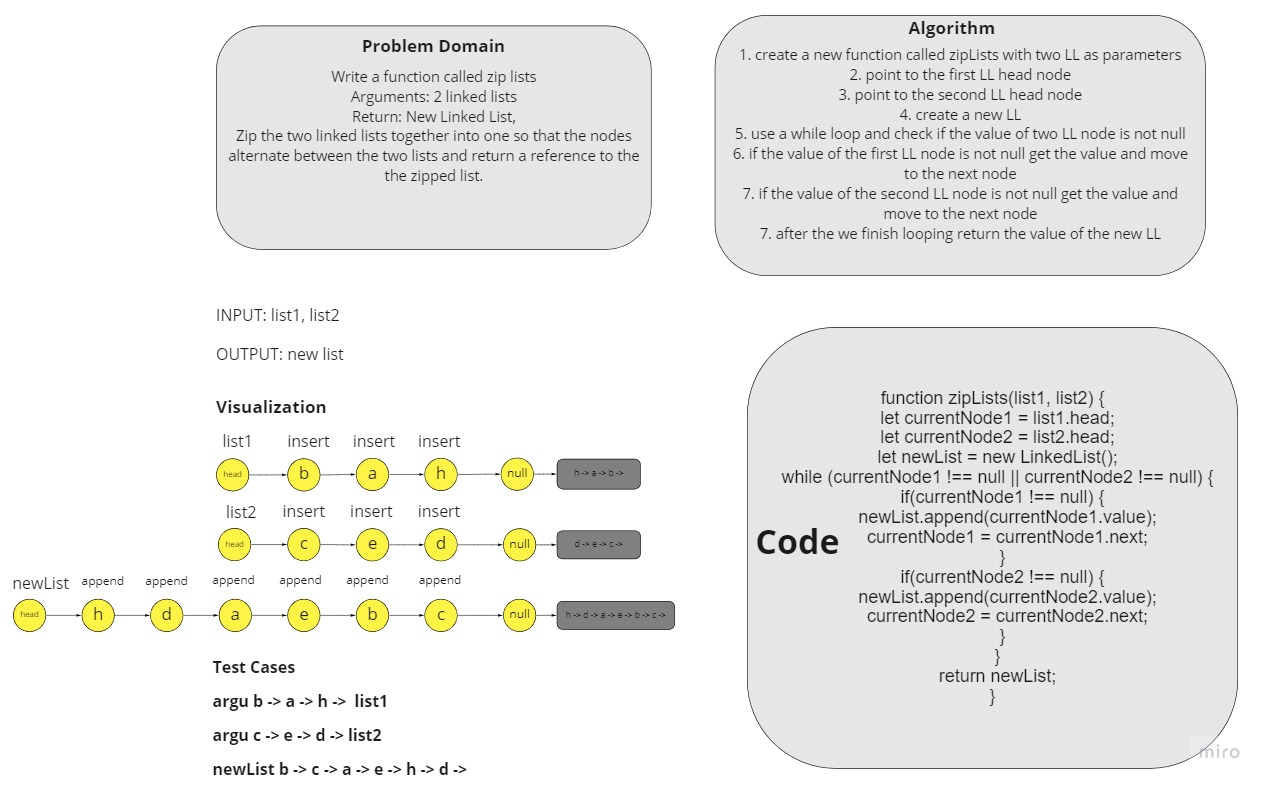 Problem Domain
Write a function called zip lists
Arguments: 2 linked lists
Return: New Linked List,
Zip the two linked lists together into one so that the nodes
alternate between the two lists and return a reference to the
the zipped list.
Algorithm
1. create a new function called zipLists with two LL as parameters
2. point to the first LL head node
3. point to the second LL head node
4. create a new LL
5. use a while loop and check if the value of two LL node is not null
6. if the value of the first LL node is not null get the value and move
to the next node
7. if the value of the second LL node is not null get the value and
move to the next node
7. after the we finish looping return the value of the new LL
INPUT: list1, list2
OUTPUT: new list
Visualization
list1 insert insert insert
head b a h null h -> a -> b ->
list2 insert insert insert
head c e d null d -> e -> c ->
newList append append append append append append
head h d a e b c null h -> d -> a -> e -> b -> c ->
Test Cases
argu b -> a -> h -> list1
argu c -> e -> d -> list2
newList b -> c -> a -> e -> h -> d ->
Code
function zipLists(list1, list2) {
let currentNode1 = list1.head;
let currentNode2 = list2.head;
let newList = new LinkedList();
while (currentNode1 !== null || currentNode2 !== null) {
if(currentNode1 !== null) {
newList.append(currentNode1.value);
currentNode1 = currentNode1.next;
}
if(currentNode2 !== null) {
newList.append(currentNode2.value);
currentNode2 = currentNode2.next;
}
}
return newList;
}
miro